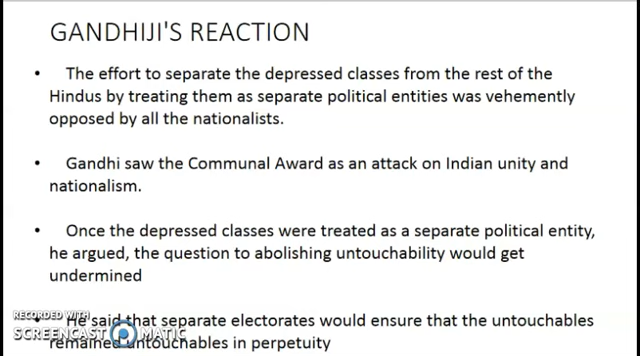 GANDHIJI'S REACTION
• The effort to separate the depressed classes from the rest of the
Hindus by treating them as separate political entities was vehemently
opposed by all the nationalists.
• Gandhi saw the Communal Award as an attack on Indian unity and
nationalism.
• Once the depressed classes were treated as a separate political entity,
he argued, the question to abolishing untouchability would get
undermined
• He said that separate electorates would ensure that the untouchables
remained untouchables in perpetuity
RECORDED WITH
SCREENCAST MATIC